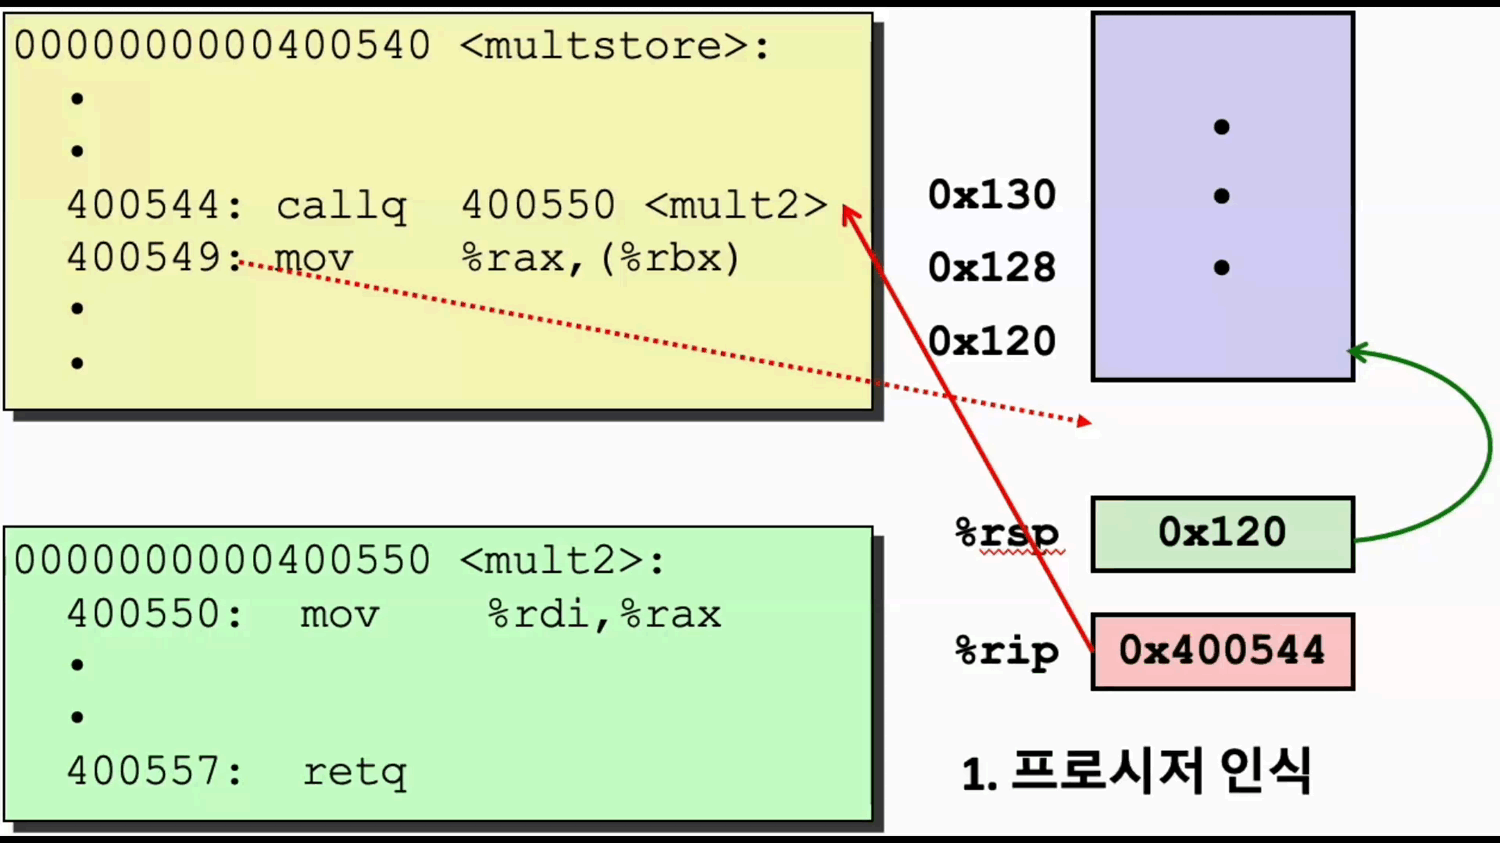 0000000000400540 <multstore>:
•
•
400544: callq 400550 <mult2>
400549: mov %rax,(%rbx)
•
•
0000000000400550 <mult2>:
400550: mov %rdi,%rax
•
•
400557: retq
•
•
•
0x130
0x128
0x120
%rsp 0x120
%rip 0x400544
1. 프로시저 인식